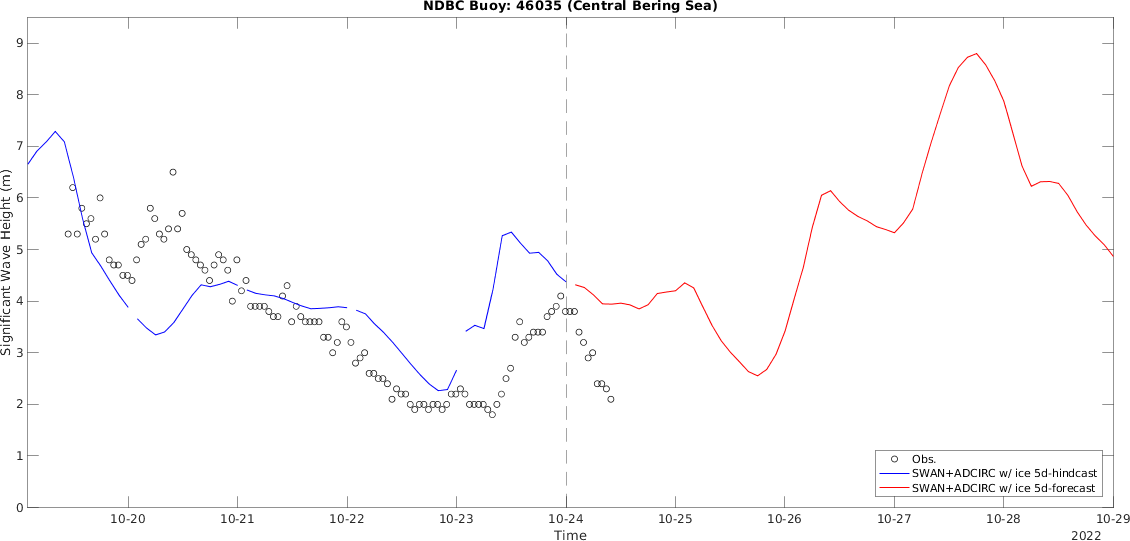 NDBC Buoy: 46035 (Central Bering Sea)
Significant Wave Height (m)
9
8
7
6
5
4
3
2
1
0
Obs.
SWAN+ADCIRC w/ ice 5d-hindcast
SWAN+ADCIRC w/ ice 5d-forecast
10-20 10-21 10-22 10-23 10-24 10-25 10-26 10-27 10-28 10-29
Time
2022